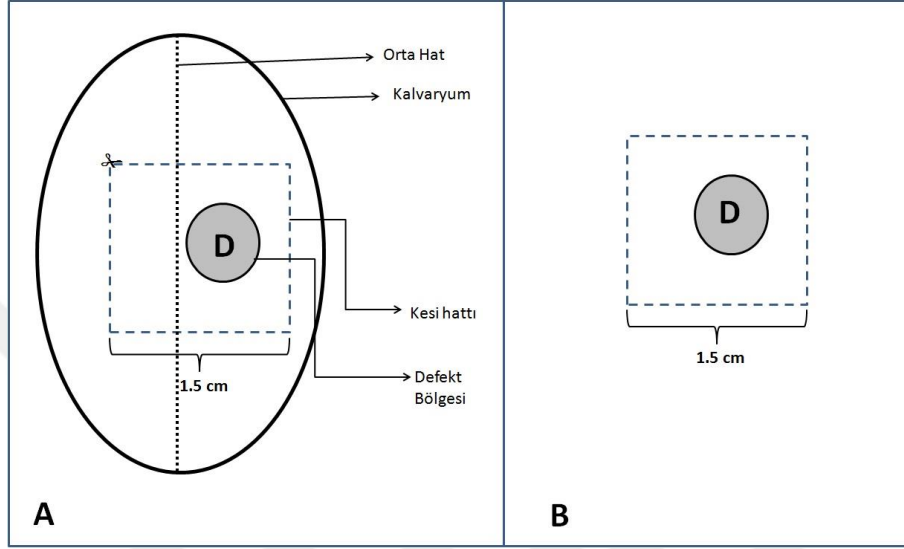 Orta Hat
Kalvaryum
D
Kesi hattı
1.5 cm
Defekt
Bölgesi
A
D
1.5 cm
B